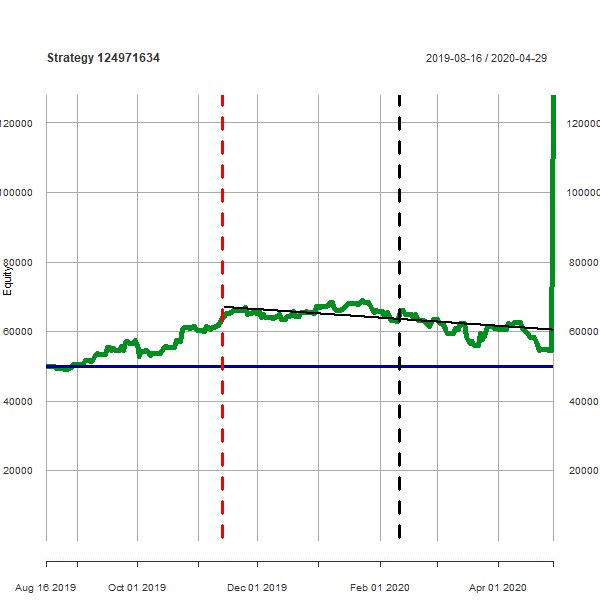 Strategy 124971634
2019-08-16 / 2020-04-29
120000
120000
100000
100000
80000
80000
Equity
60000
60000
40000
40000
20000
20000
Aug 16 2019
Oct 01 2019
Dec 01 2019
Feb 01 2020
Apr 01 2020